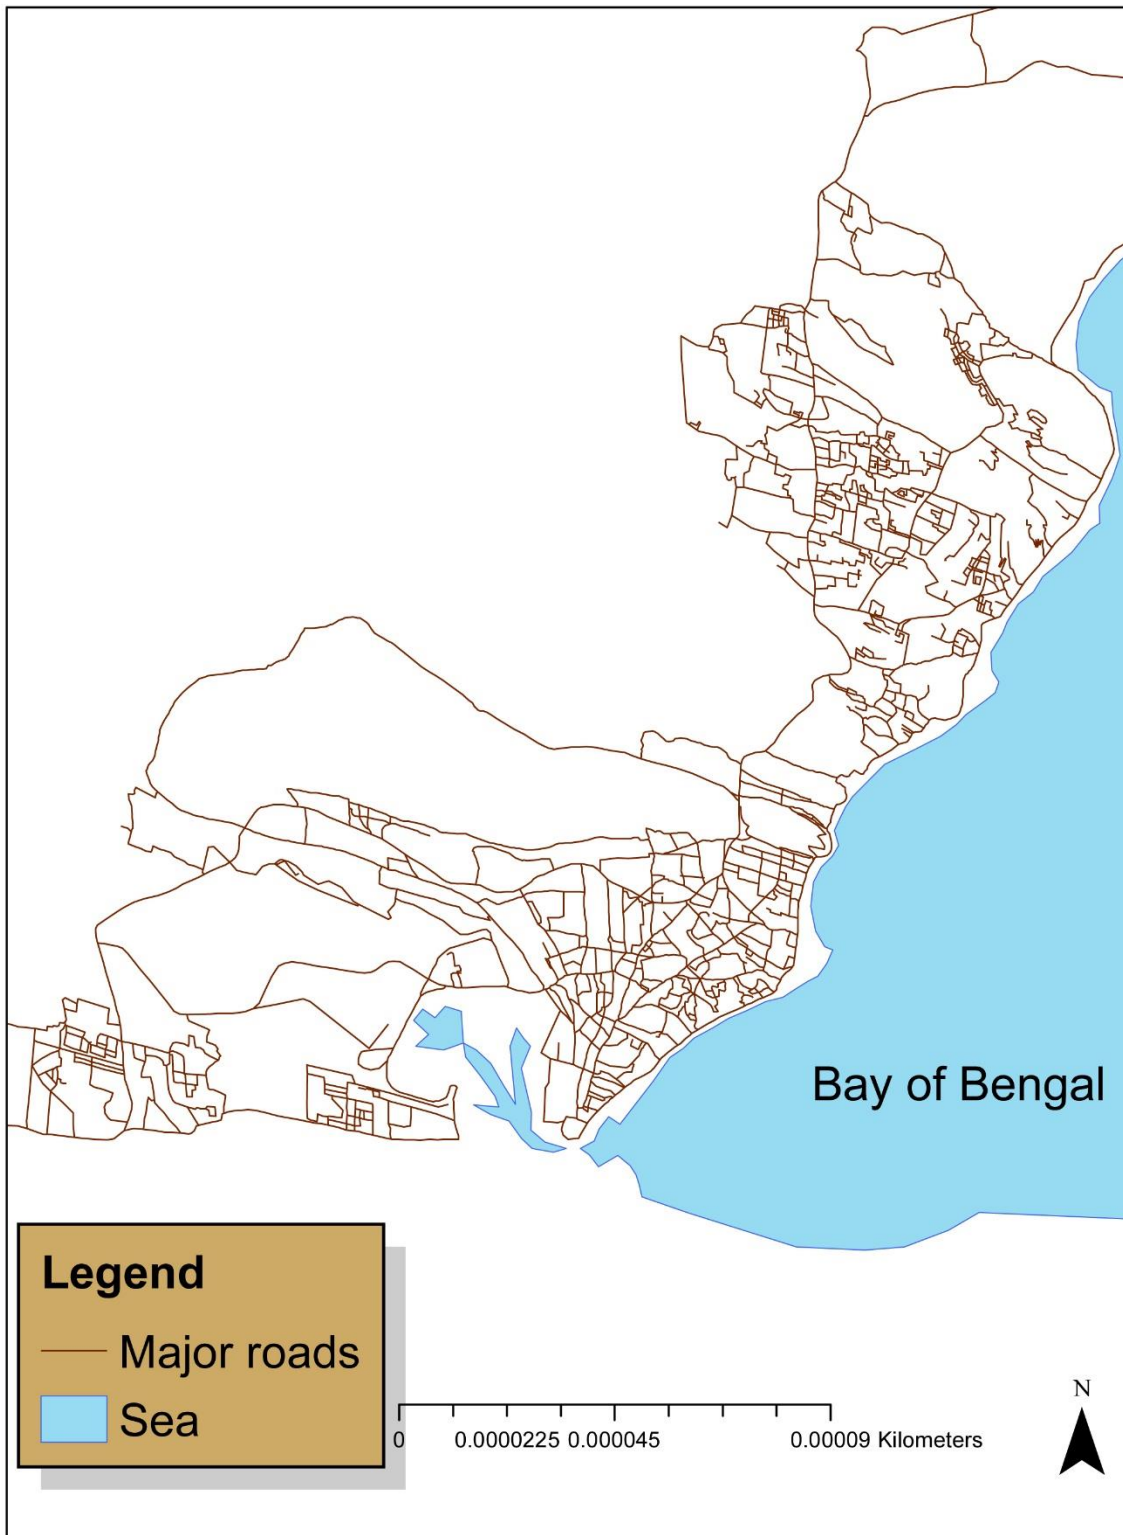 Bay of Bengal
Legend
Major roads
Sea
N
0 0.0000225 0.000045 0.00009 Kilometers